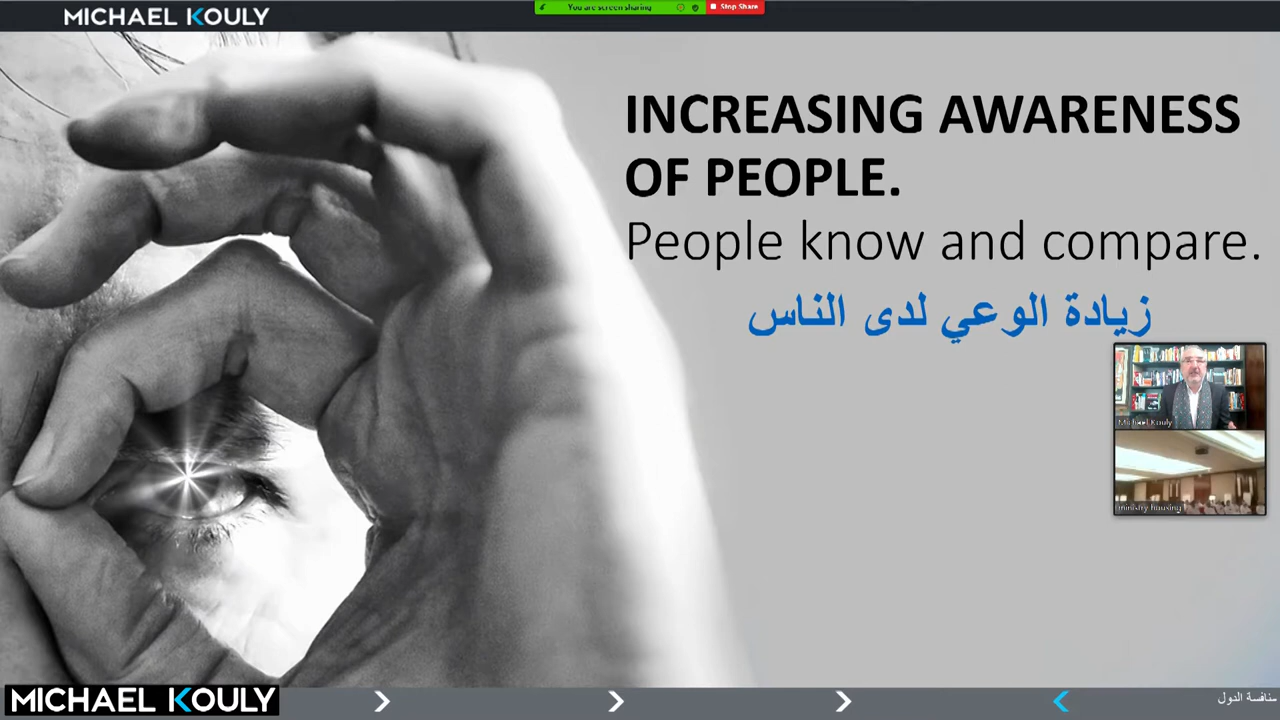 MICHAEL KOULY
You are screen sharing
Stop Share
INCREASING AWARENESS
OF PEOPLE.
People know and compare.
زيادة الوعي لدى الناس
Michael Kouly
ministry housing
MICHAEL KOULY
منافسة الدول